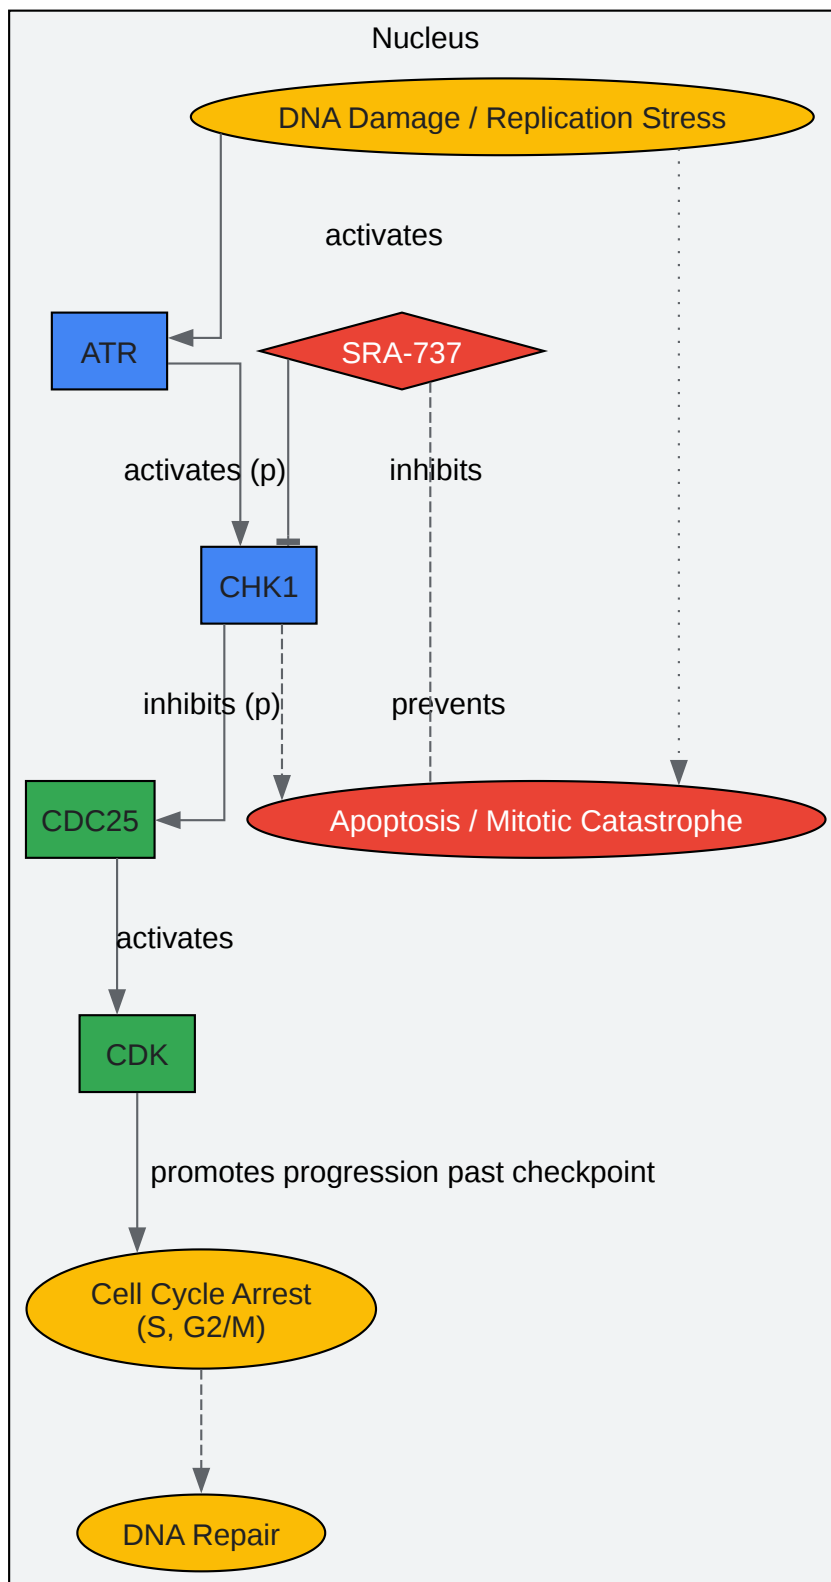 Nucleus
DNA Damage / Replication Stress
activates
ATR
SRA-737
activates (p)
inhibits
CHK1
inhibits (p)
prevents
CDC25
Apoptosis / Mitotic Catastrophe
activates
CDK
promotes progression past checkpoint
Cell Cycle Arrest
(S, G2/M)
DNA Repair